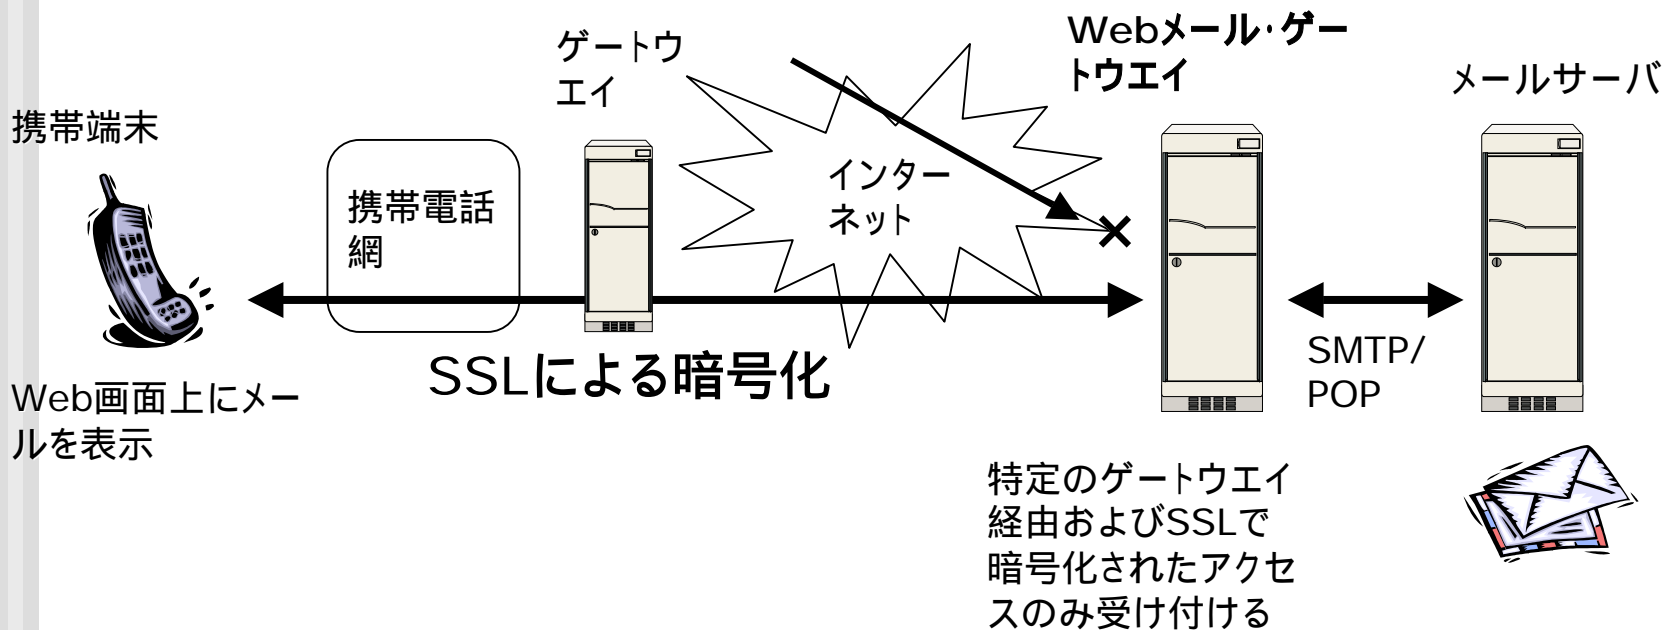 携帯端末
Web画面上にメー
ルを表示
携帯電話
網
ゲートウ
エイ
インター
ネット
SSLによる暗号化
Webメール・ゲー
トウエイ
特定のゲートウエイ
経由およびSSLで
暗号化されたアクセ
スのみ受け付ける
SMTP/
POP
メールサーバ